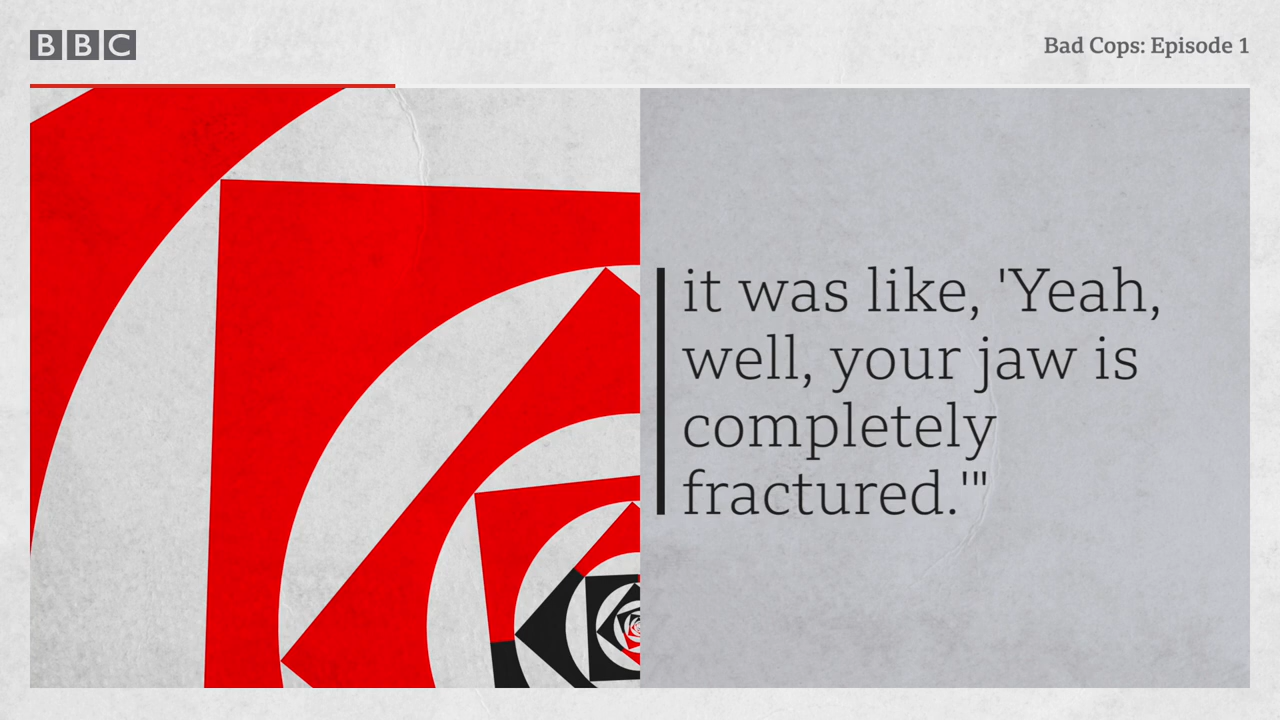 BBC
Bad Cops: Episode 1
it was like, 'Yeah,
well, your jaw is
completely
fractured.'"